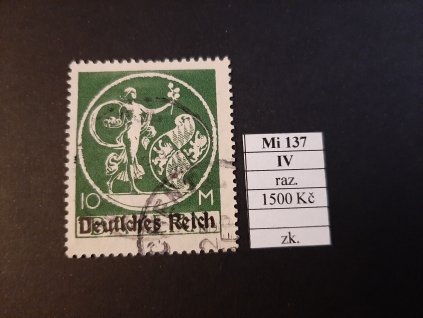 10 M
Deutsches Reich
Mi 137
IV
raz.
1500 Kč
zk.